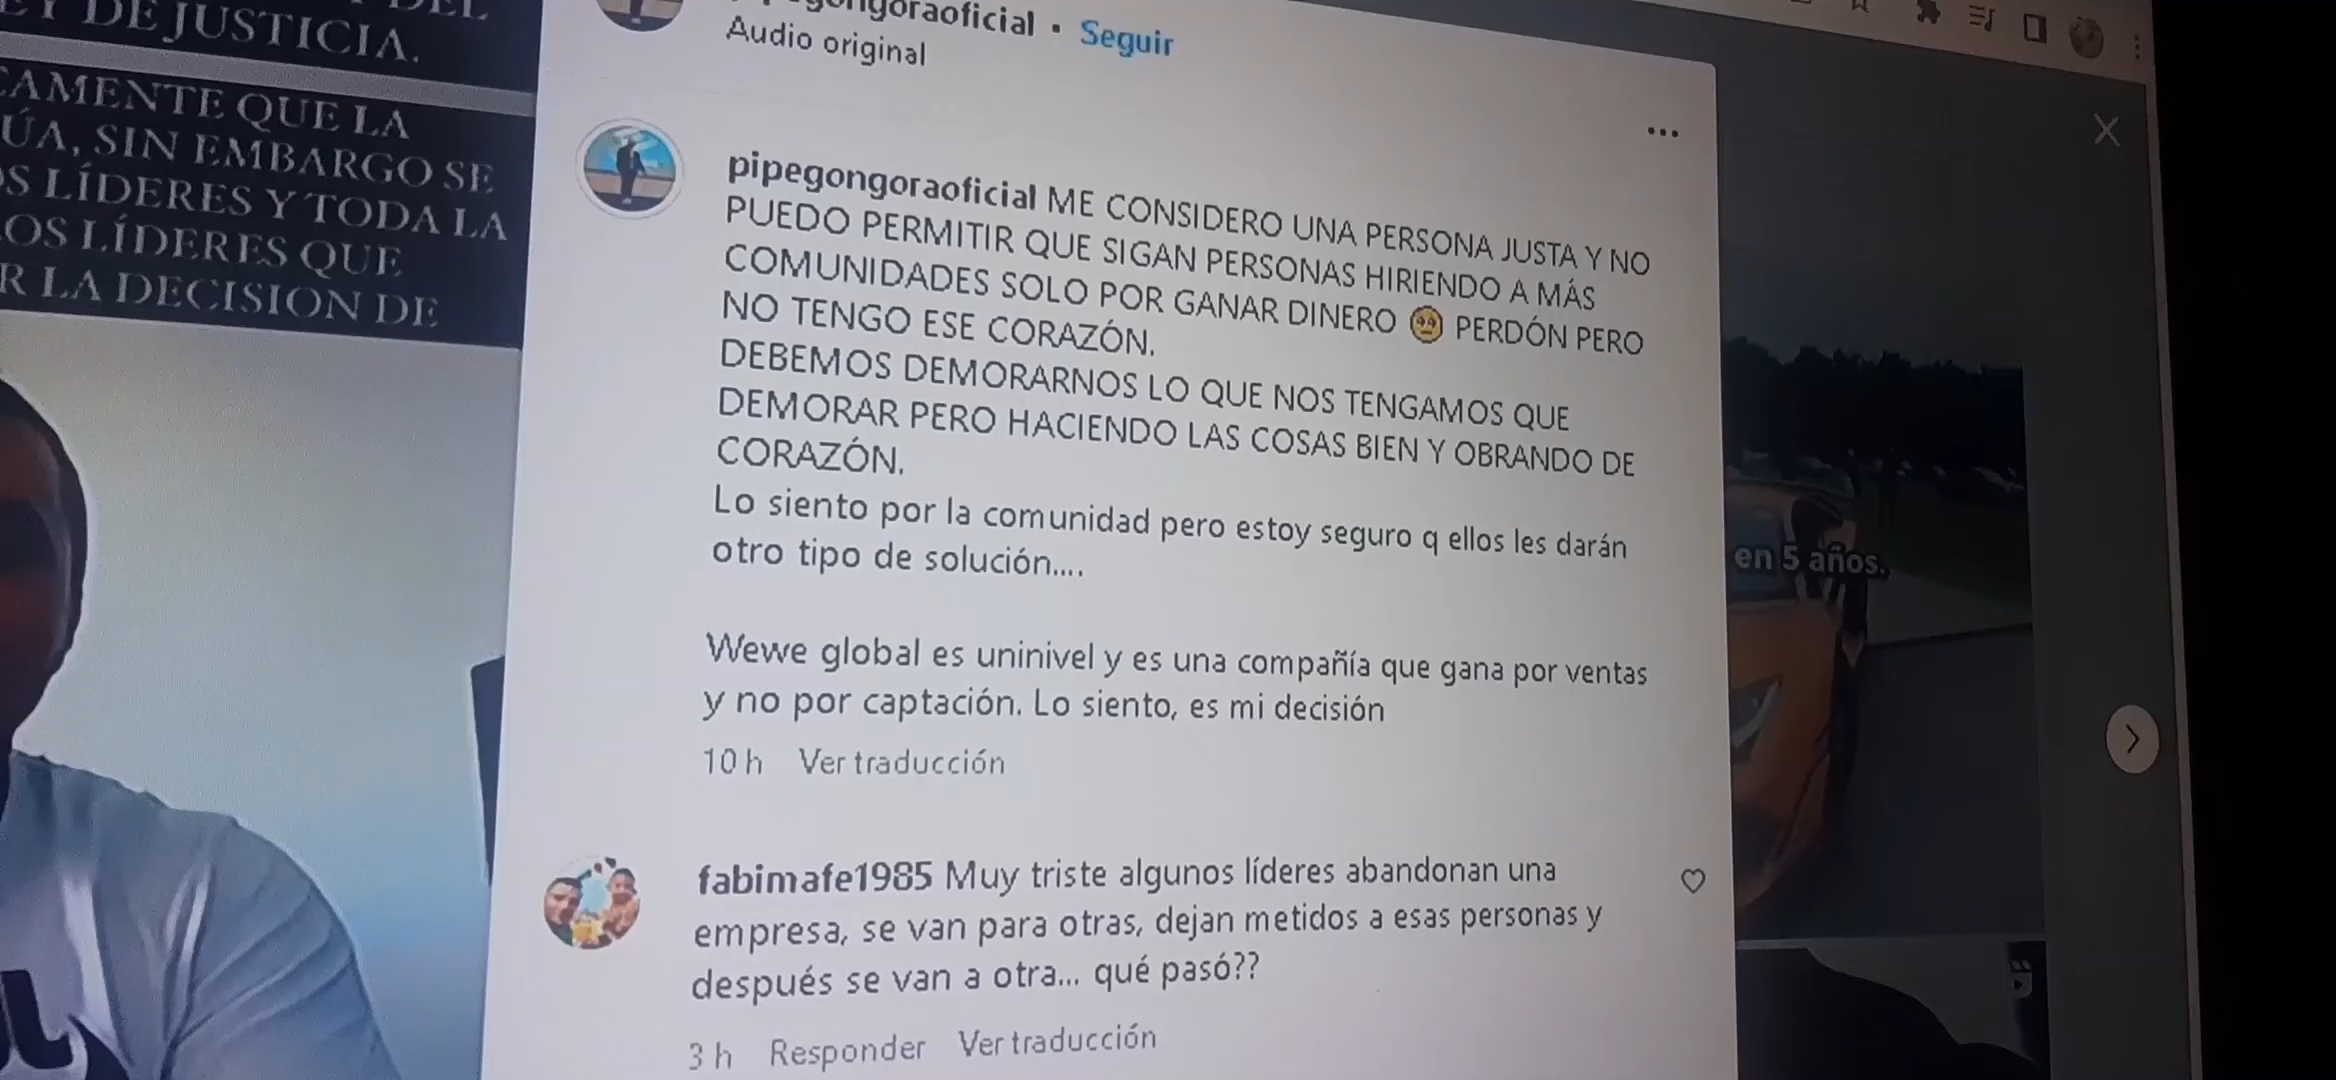 DE JUSTICIA.
QUE LA
SIN EMBARGO SE
LÍDERES Y TODA LA
LÍDERES QUE
LA DECISION DE
Seguir
Audio original
pipegongoraoficial ME CONSIDERO UNA PERSONA JUSTA Y NO
PUEDO PERMITIR QUE SIGAN PERSONAS HIRIENDO A MÁS
COMUNIDADES SOLO POR GANAR DINERO 🥺 PERDÓN PERO
NO TENGO ESE CORAZÓN.
DEBEMOS DEMORARNOS LO QUE NOS TENGAMOS QUE
DEMORAR PERO HACIENDO LAS COSAS BIEN Y OBRANDO DE
CORAZÓN.
Lo siento por la comunidad pero estoy seguro q ellos les darán
otro tipo de solución....
Wewe global es uninivel y es una compañía que gana por ventas
y no por captación. Lo siento, es mi decisión
10 h Ver traducción
fabimafe1985 Muy triste algunos líderes abandonan una
empresa, se van para otras, dejan metidos a esas personas y
después se van a otra... qué pasó??
3 h Responder Ver traducción
en 5 años.